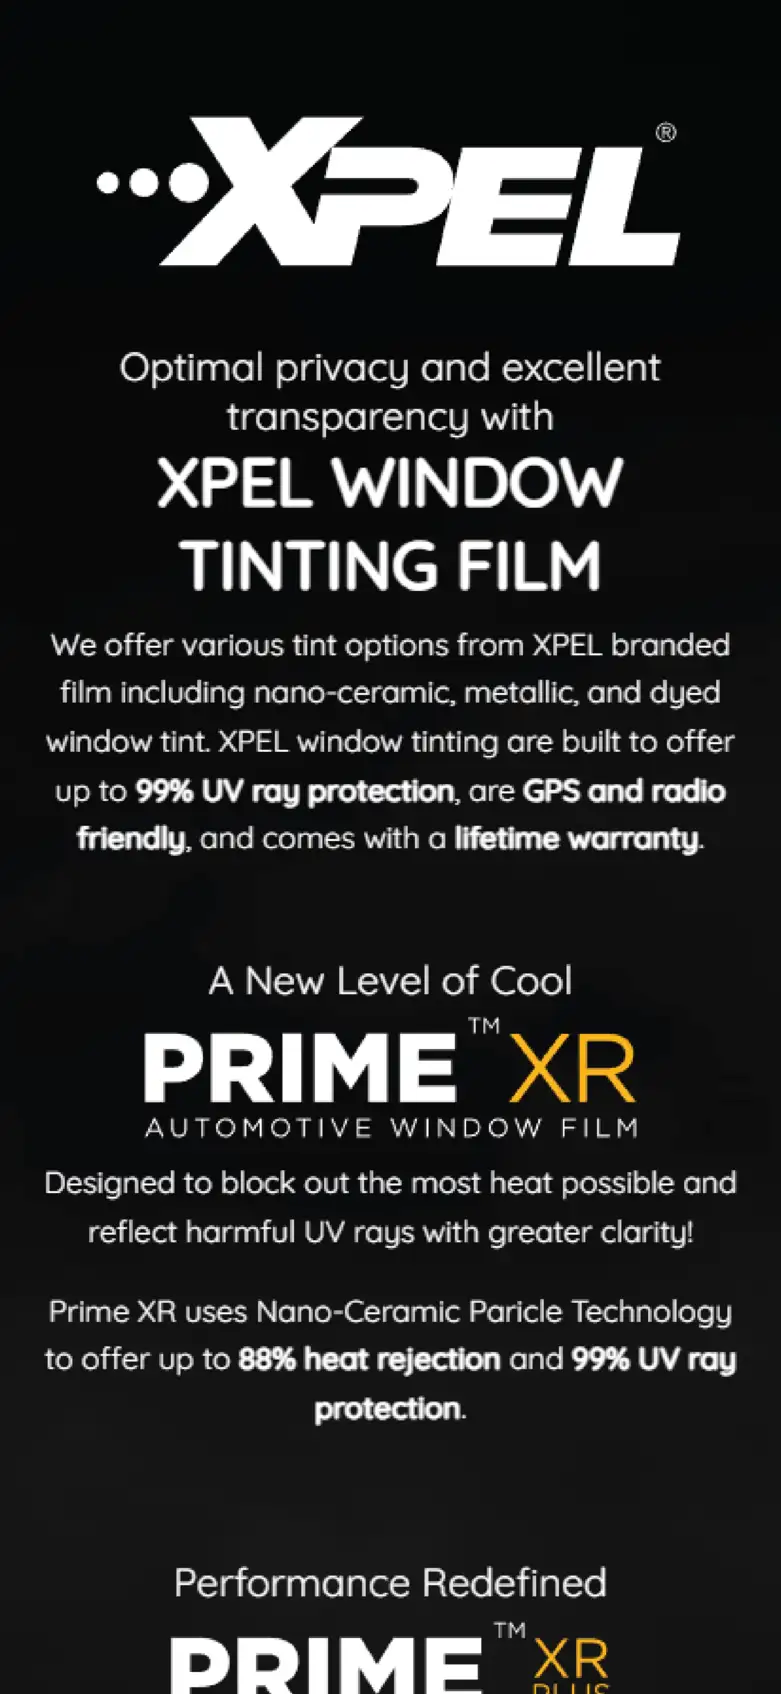 XPEL®
Optimal privacy and excellent
transparency with
XPEL WINDOW
TINTING FILM
We offer various tint options from XPEL branded
film including nano-ceramic, metallic, and dyed
window tint. XPEL window tinting are built to offer
up to 99% UV ray protection, are GPS and radio
friendly, and comes with a lifetime warranty.
A New Level of Cool
PRIME™ XR
AUTOMOTIVE WINDOW FILM
Designed to block out the most heat possible and
reflect harmful UV rays with greater clarity!
Prime XR uses Nano-Ceramic Paricle Technology
to offer up to 88% heat rejection and 99% UV ray
protection.
Performance Redefined
PRIME™ XR
PLUS